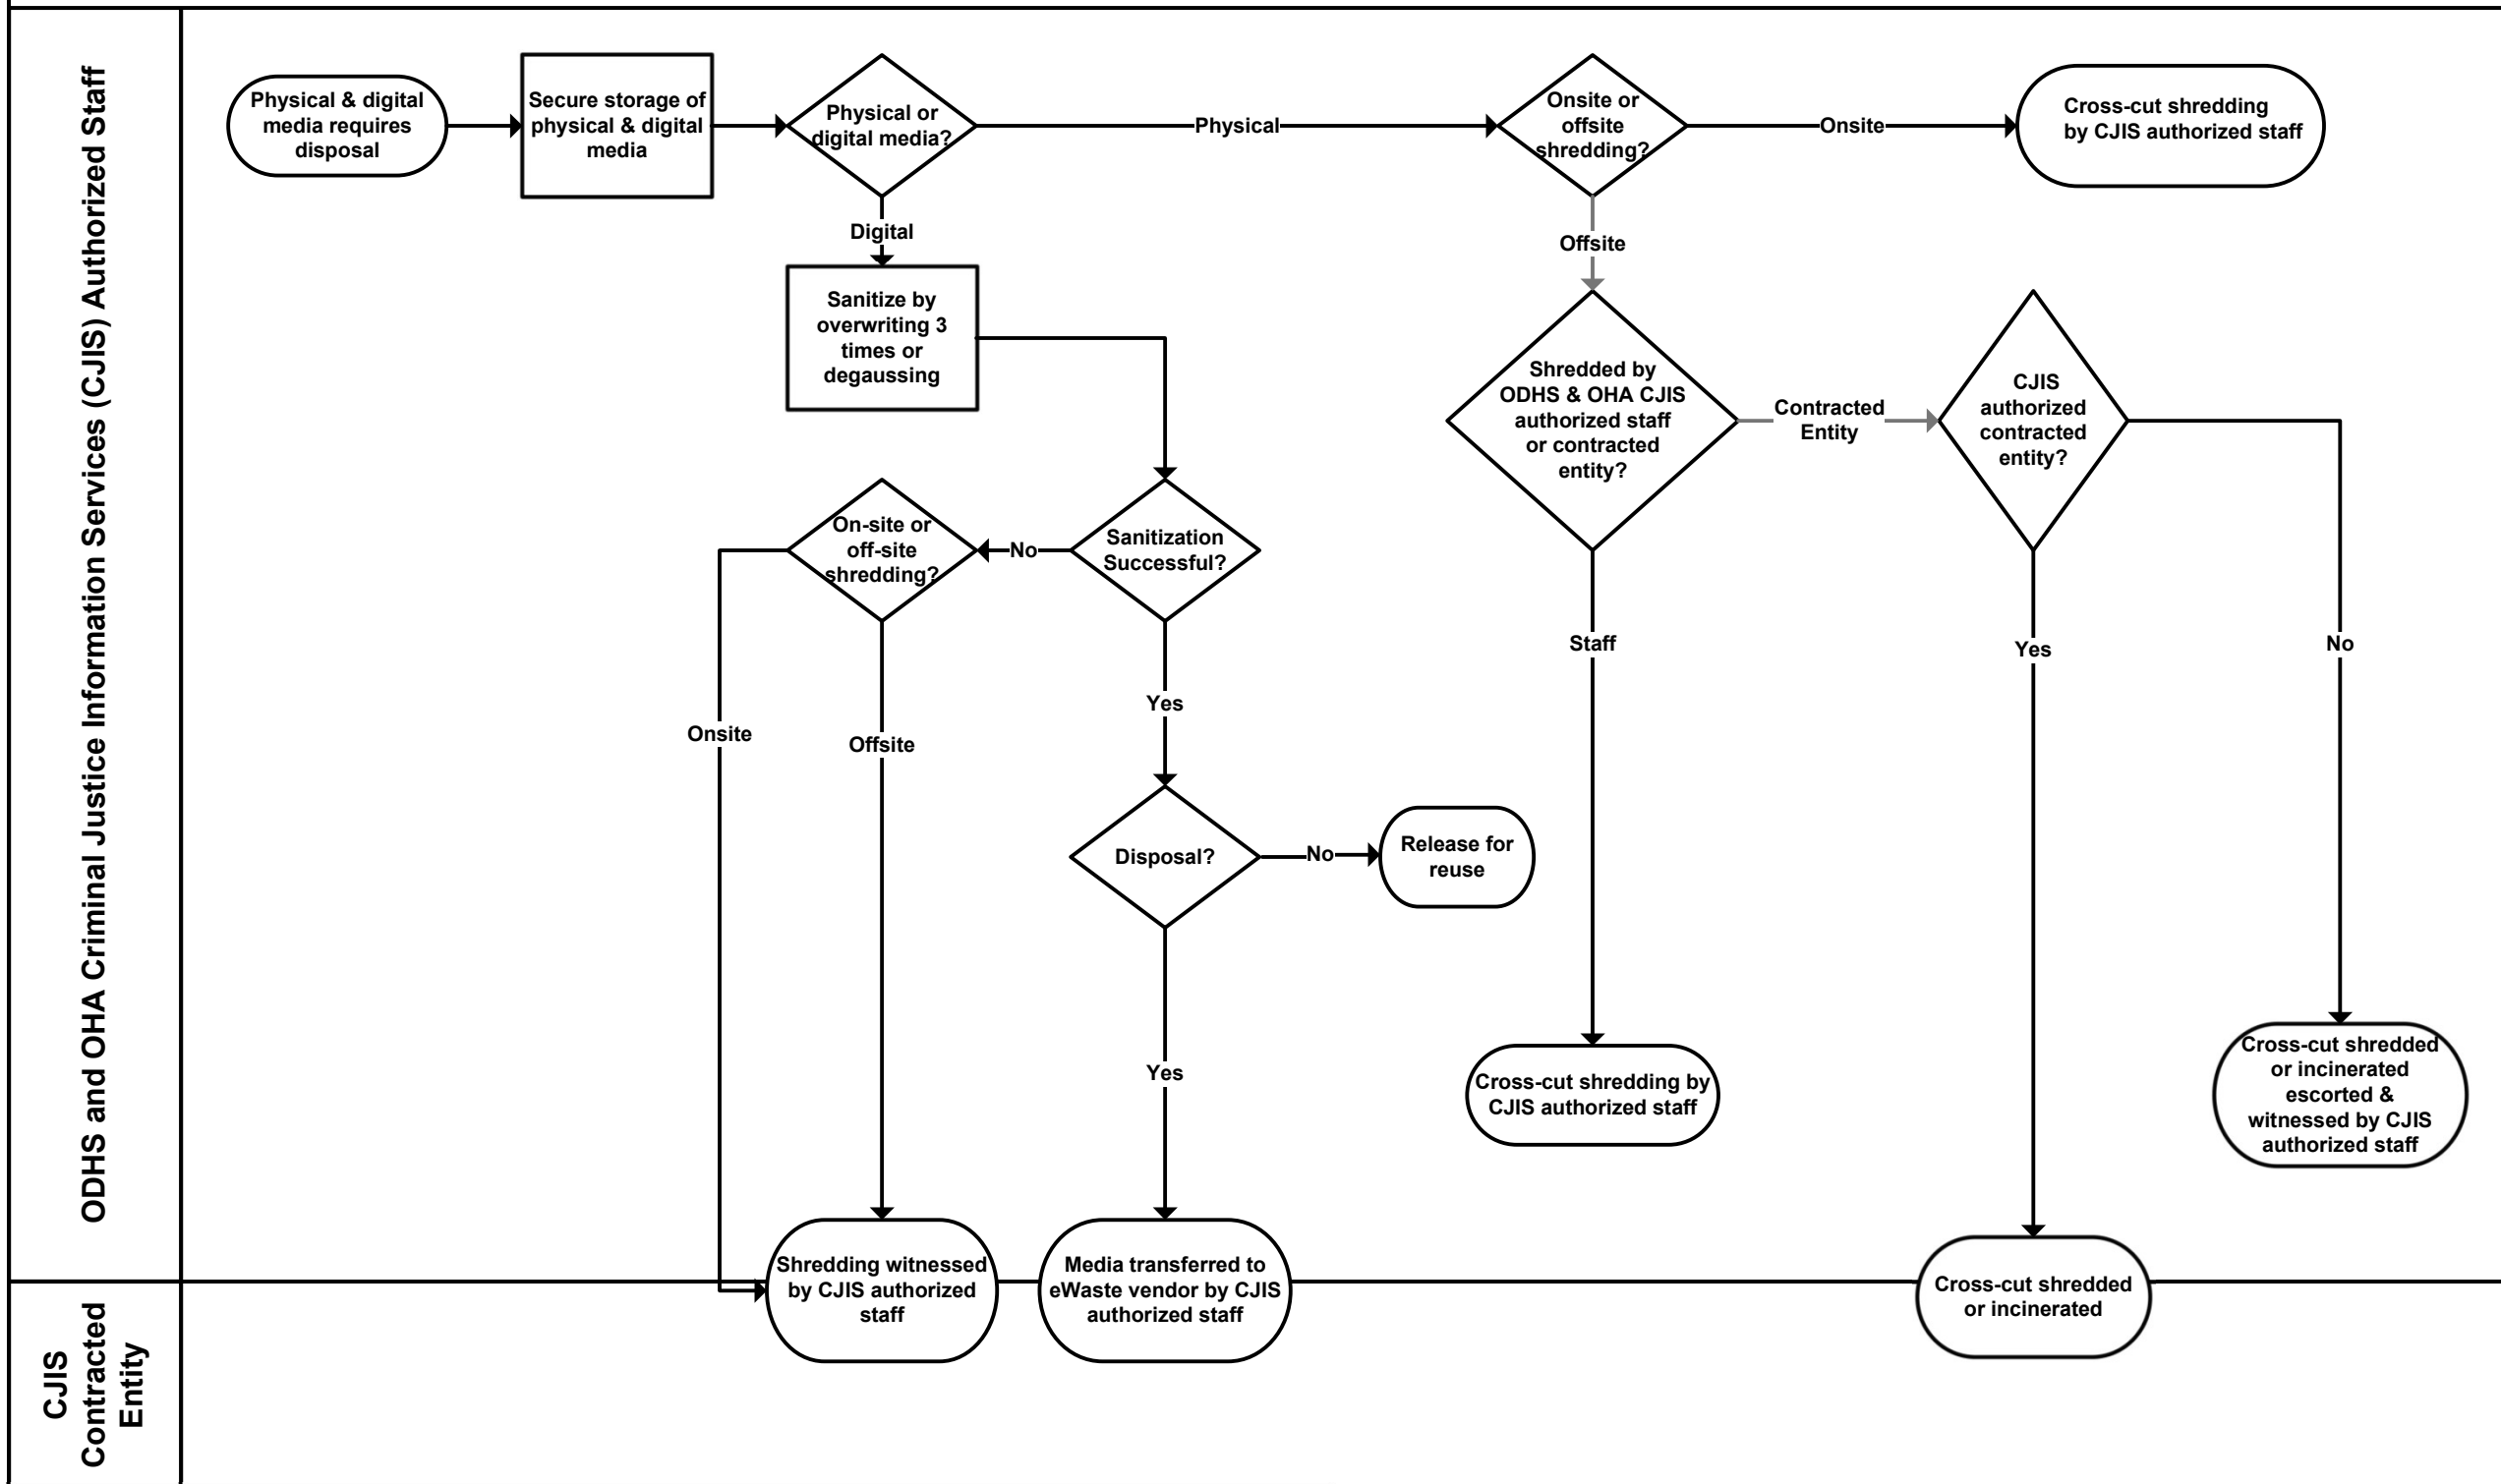 ODHS and OHA Criminal Justice Information Services (CJIS) Authorized Staff
Physical & digital
media requires
disposal
Secure storage of
physical & digital
media
Physical or
digital media?
Physical
Onsite or
offsite
shredding?
Onsite
Cross-cut shredding
by CJIS authorized staff
Digital
Offsite
Sanitize by
overwriting 3
times or
degaussing
Shredded by
ODHS & OHA CJIS
authorized staff
or contracted
entity?
Contracted
Entity
CJIS
authorized
contracted
entity?
On-site or
off-site
shredding?
No
Sanitization
Successful?
Staff
Yes
No
Yes
Onsite
Offsite
Disposal?
No
Release for
reuse
Yes
Cross-cut shredding by
CJIS authorized staff
Cross-cut shredded
or incinerated
escorted &
witnessed by CJIS
authorized staff
Shredding witnessed
by CJIS authorized
staff
Media transferred to
eWaste vendor by CJIS
authorized staff
Cross-cut shredded
or incinerated
CJIS
Contracted
Entity